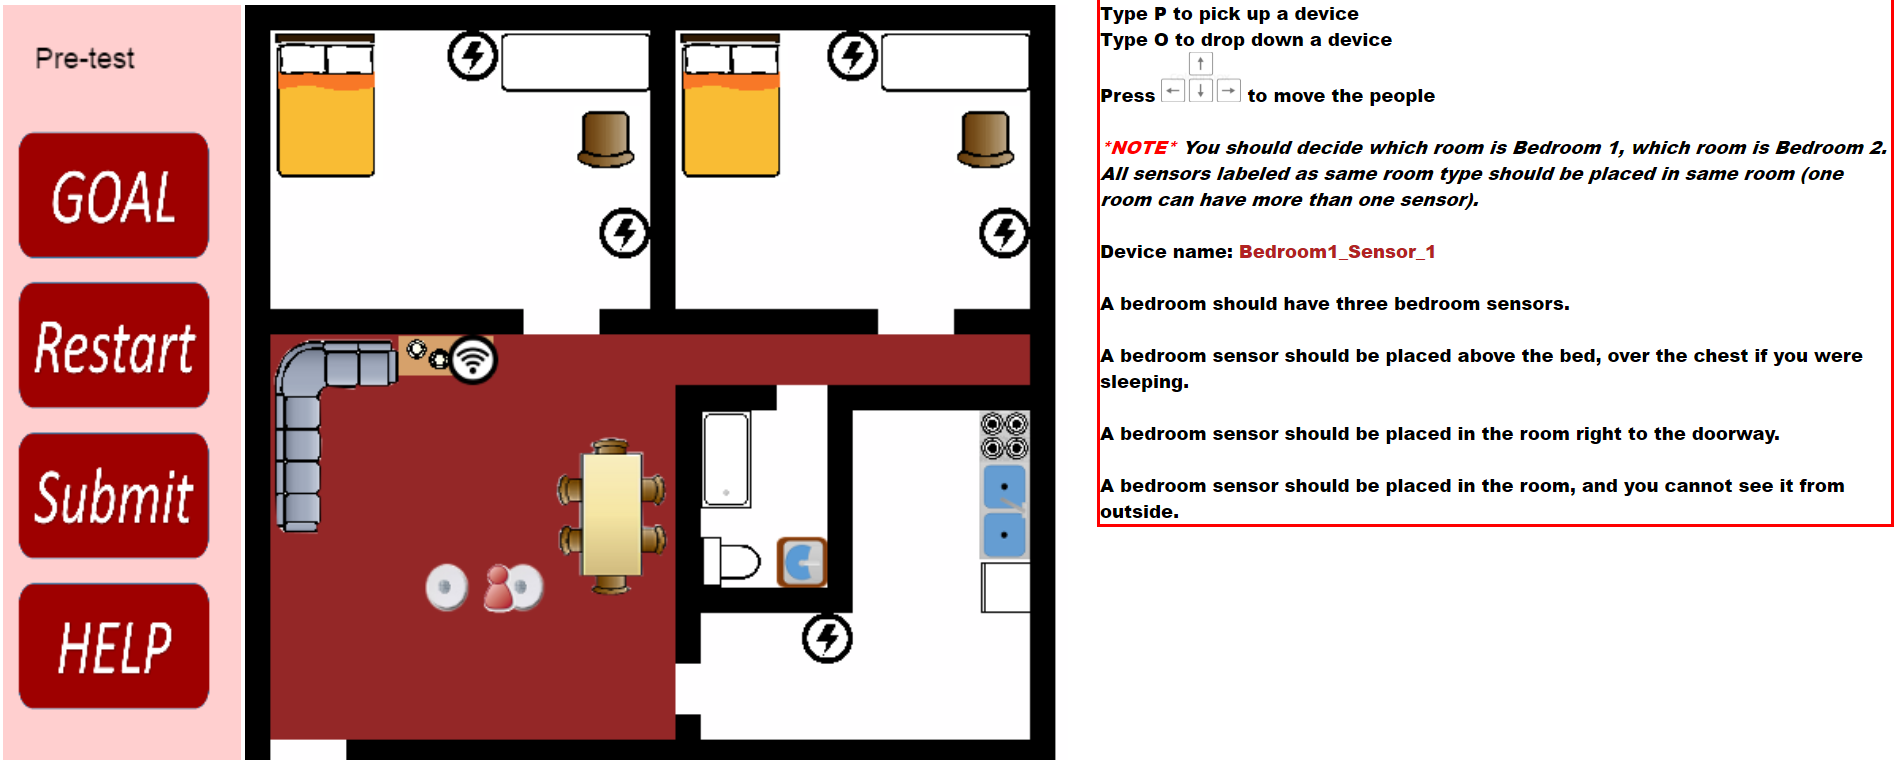 Pre-test
GOAL
Restart
Submit
HELP
Type P to pick up a device
Type O to drop down a device
Press ↑ ← ↓ → to move the people
*NOTE* You should decide which room is Bedroom 1, which room is Bedroom 2.
All sensors labeled as same room type should be placed in same room (one
room can have more than one sensor).
Device name: Bedroom1_Sensor_1
A bedroom should have three bedroom sensors.
A bedroom sensor should be placed above the bed, over the chest if you were
sleeping.
A bedroom sensor should be placed in the room right to the doorway.
A bedroom sensor should be placed in the room, and you cannot see it from
outside.